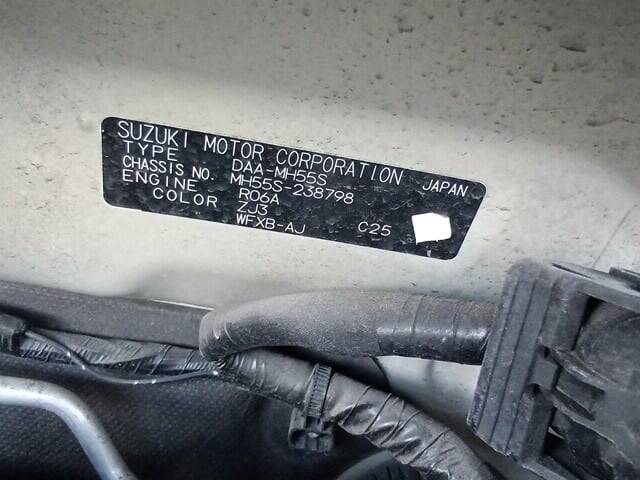 SUZUKI MOTOR CORPORATION JAPAN
TYPE DAA-MH55S
CHASSIS NO. MH55S-238798
ENGINE R06A
COLOR ZJ3
WFXB-AJ C25